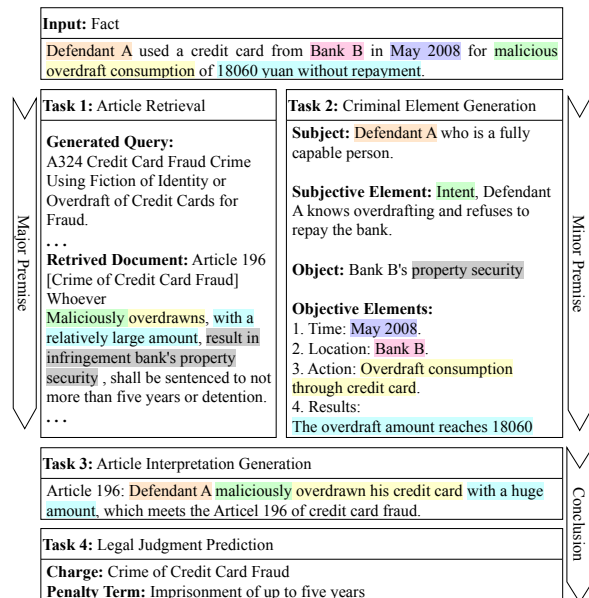 Input: Fact
Defendant A used a credit card from Bank B in May 2008 for malicious
overdraft consumption of 18060 yuan without repayment.
Major Premise
Task 1: Article Retrieval
Generated Query:
A324 Credit Card Fraud Crime
Using Fiction of Identity or
Overdraft of Credit Cards for
Fraud.
...
Retrived Document: Article 196
[Crime of Credit Card Fraud]
Whoever
Maliciously overdrawns, with a
relatively large amount, result in
infringement bank's property
security , shall be sentenced to not
more than five years or detention.
...
Task 2: Criminal Element Generation
Subject: Defendant A who is a fully
capable person.
Subjective Element: Intent, Defendant
A knows overdrafting and refuses to
repay the bank.
Object: Bank B's property security
Objective Elements:
1. Time: May 2008.
2. Location: Bank B.
3. Action: Overdraft consumption
through credit card.
4. Results:
The overdraft amount reaches 18060
Minor Premise
Task 3: Article Interpretation Generation
Article 196: Defendant A maliciously overdrawn his credit card with a huge
amount, which meets the Articel 196 of credit card fraud.
Task 4: Legal Judgment Prediction
Charge: Crime of Credit Card Fraud
Penalty Term: Imprisonment of up to five years
Conclusion